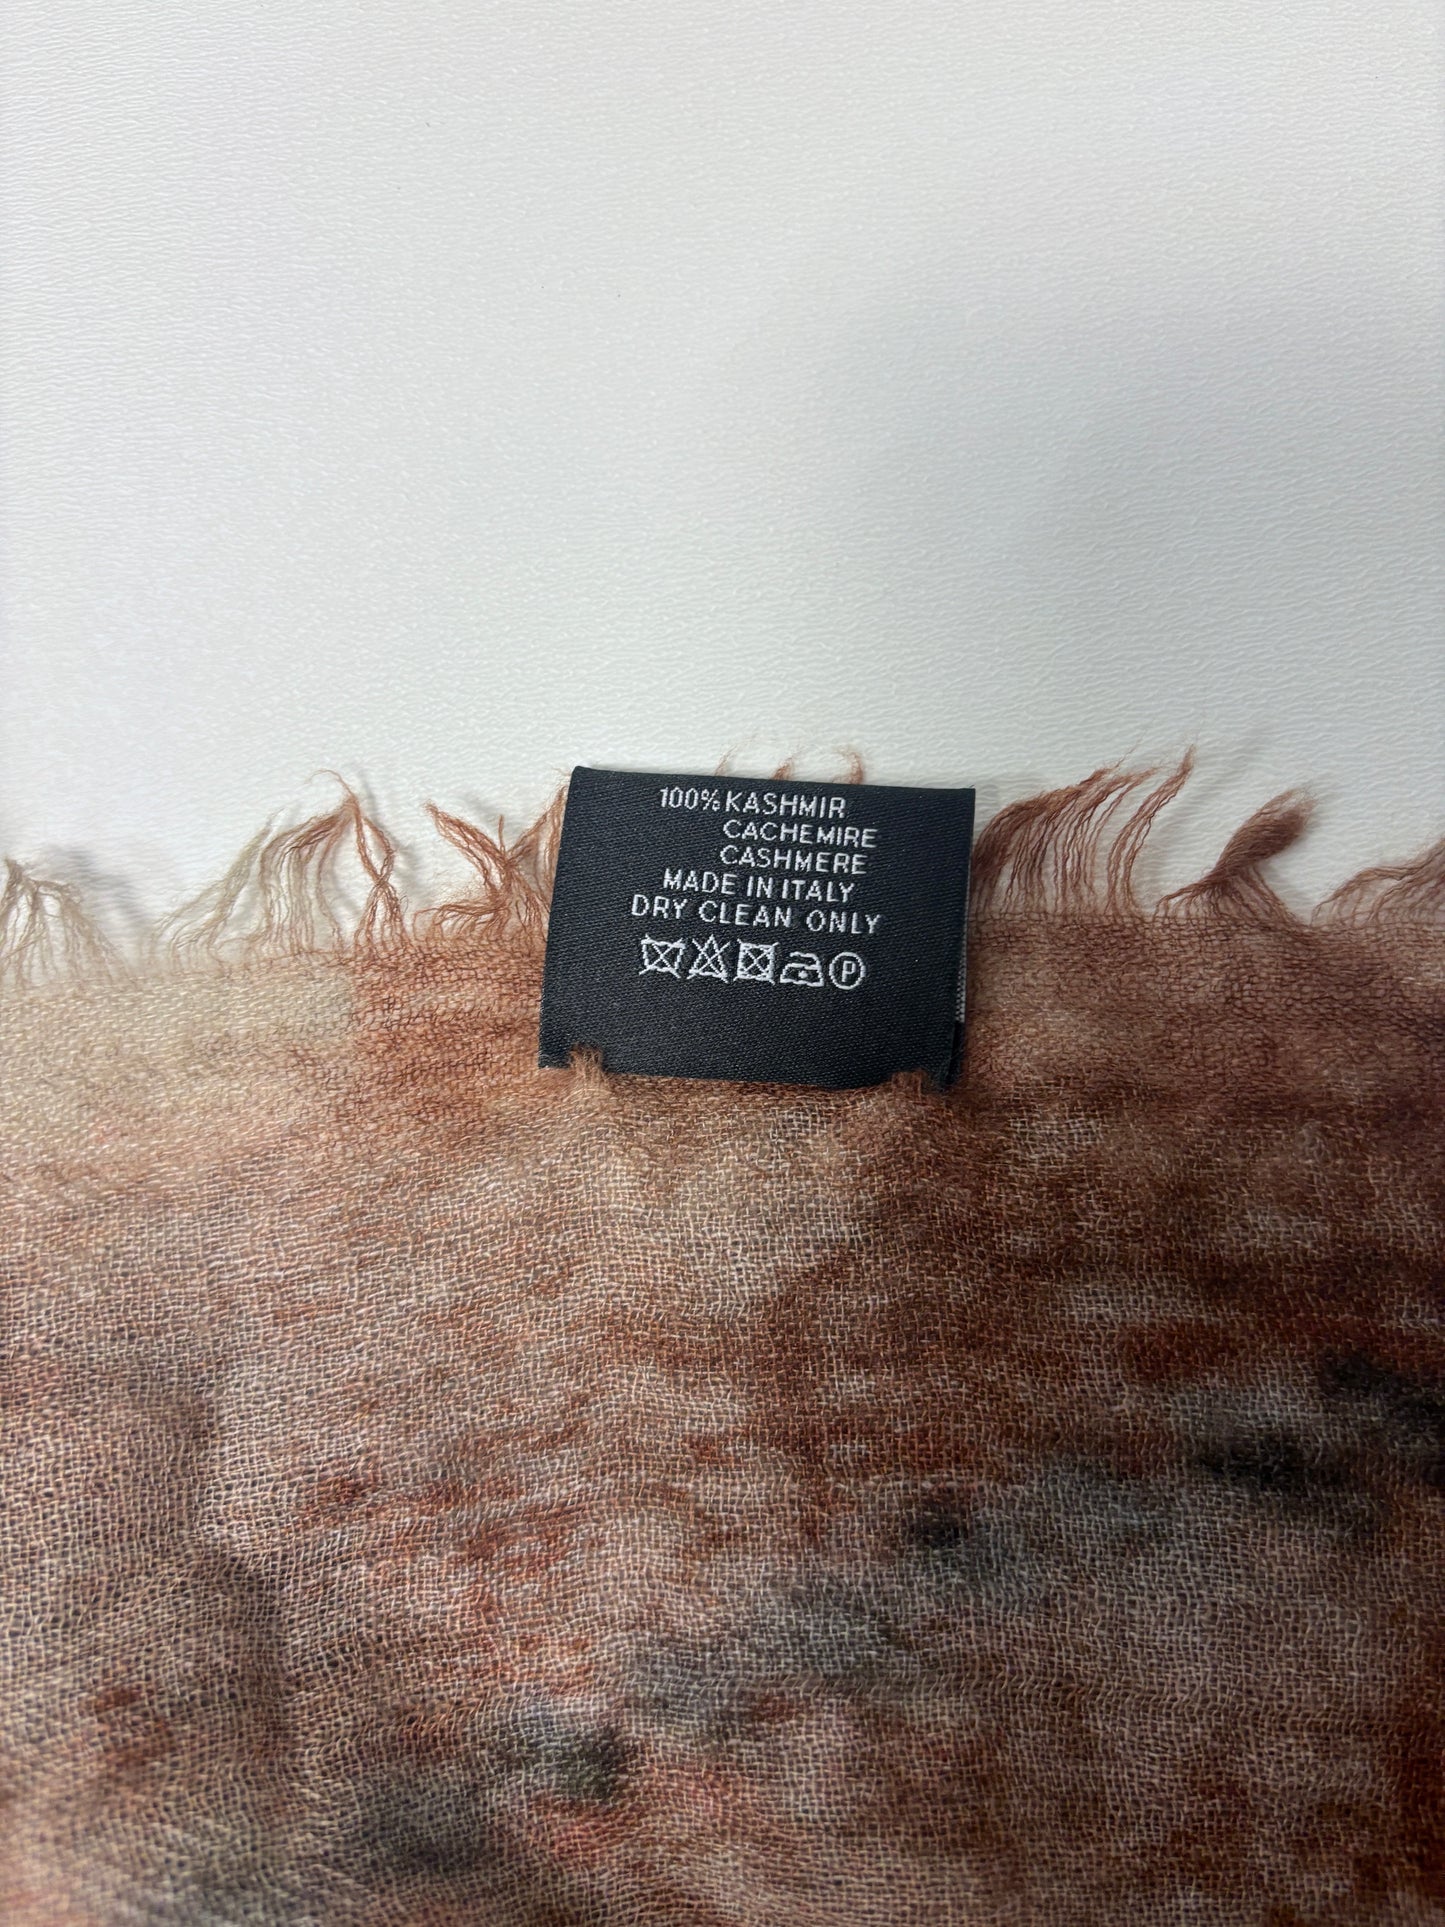 100% KASHMIR
CACHEMIRE
CASHMERE
MADE IN ITALY
DRY CLEAN ONLY
P